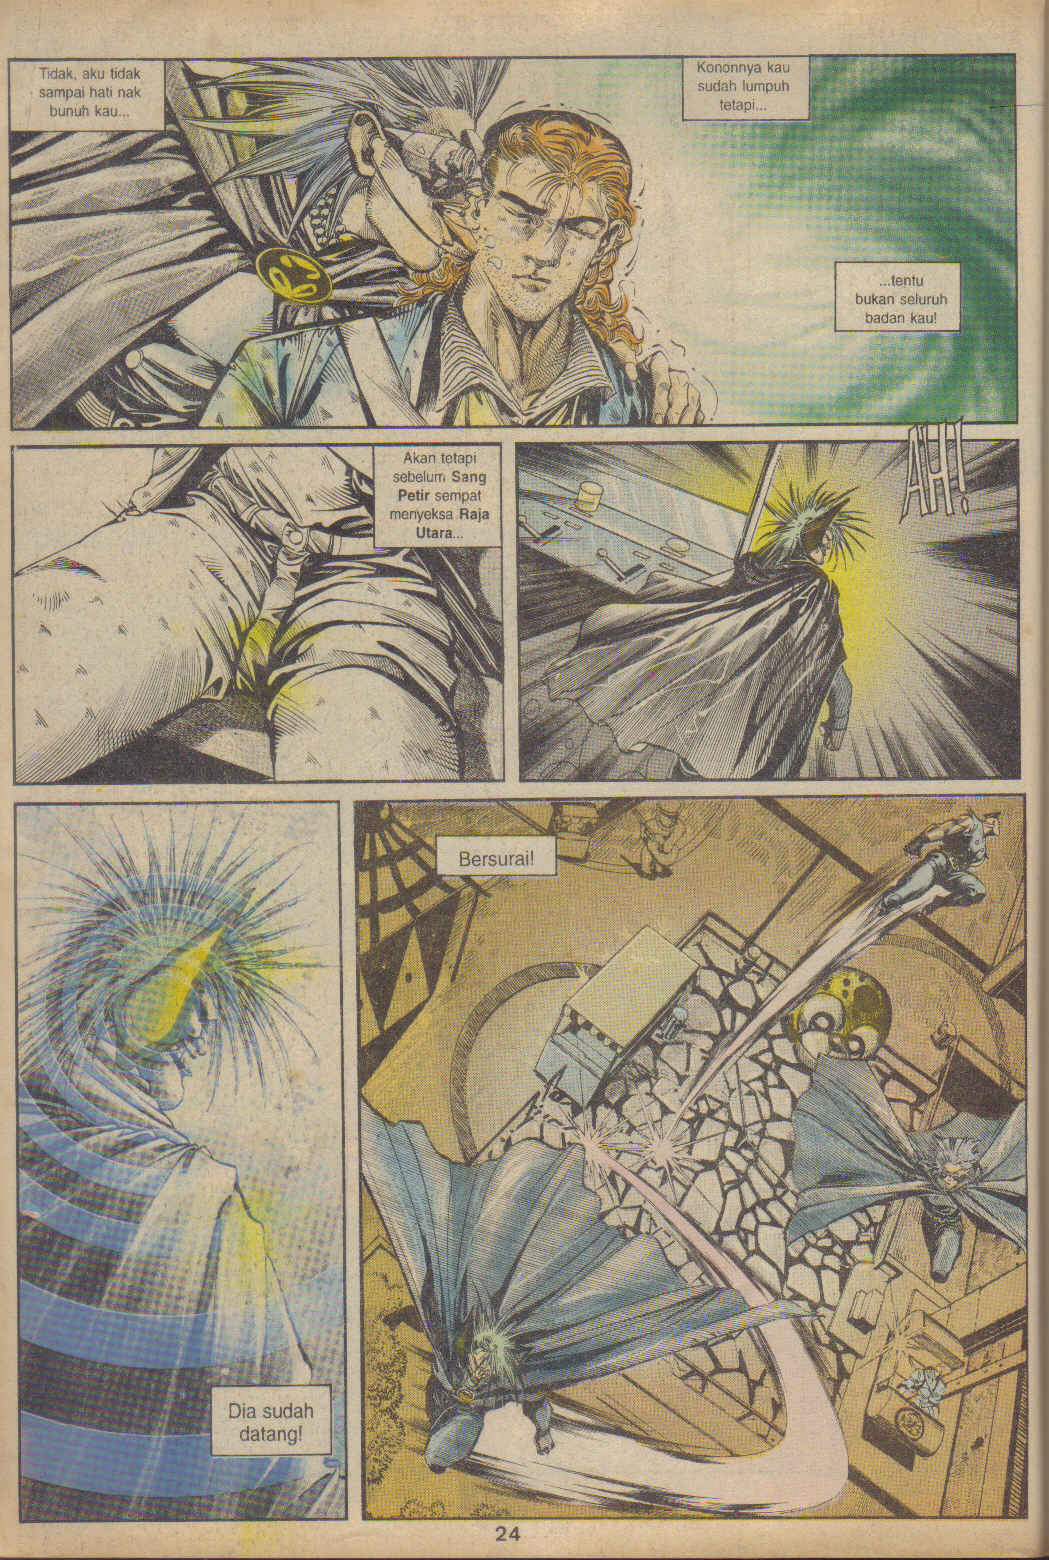 Tidak, aku tidak
sampai hati nak
bunuh kau...
Kononnya kau
sudah lumpuh
tetapi...
...tentu
bukan seluruh
badan kau!
Akan tetapi
sebelum Sang
Petir sempat
menyeksa Raja
Utara...
AH!
Bersurai!
Dia sudah
datang!
24